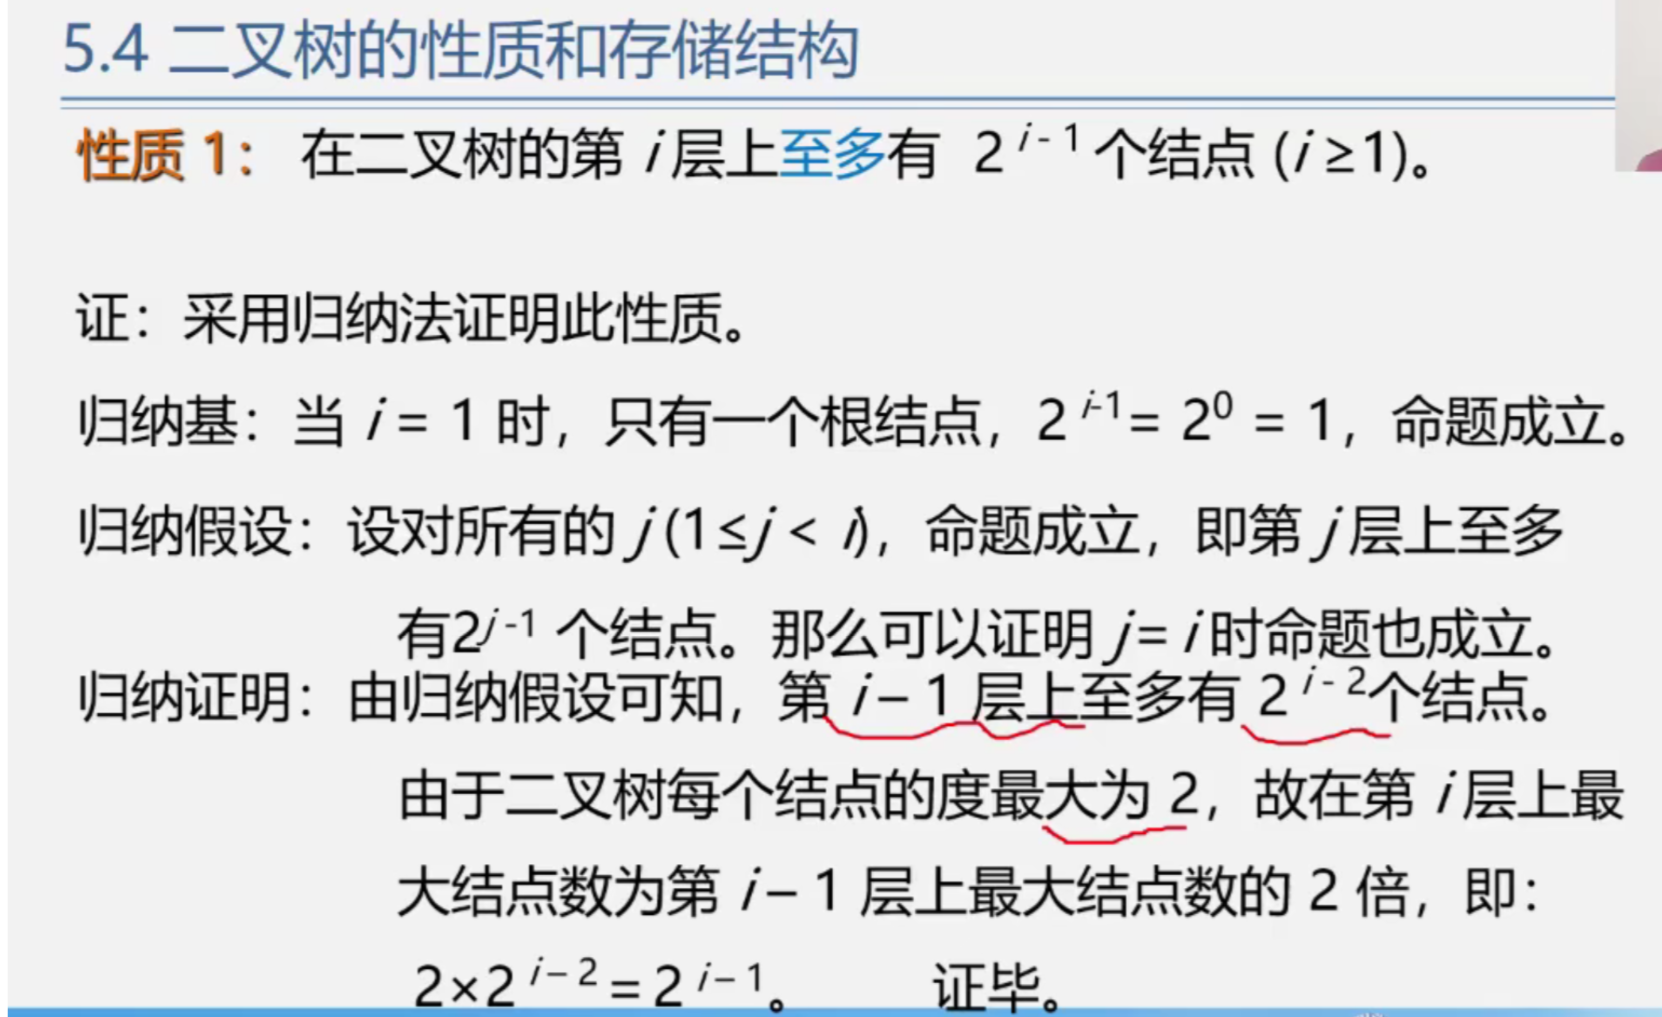 5.4 二叉树的性质和存储结构
性质 1： 在二叉树的第 i 层上至多有 2 i - 1 个结点 (i ≥1)。
证：采用归纳法证明此性质。
归纳基：当 i = 1 时，只有一个根结点，2 i-1 = 2⁰ = 1，命题成立。
归纳假设：设对所有的 j (1≤j < i)，命题成立，即第 j 层上至多
有2 j -1 个结点。那么可以证明 j = i 时命题也成立。
归纳证明：由归纳假设可知，第 i – 1 层上至多有 2 i - 2个结点。
由于二叉树每个结点的度最大为 2，故在第 i 层上最
大结点数为第 i – 1 层上最大结点数的 2 倍，即：
2×2 i – 2 = 2 i – 1。 证毕。